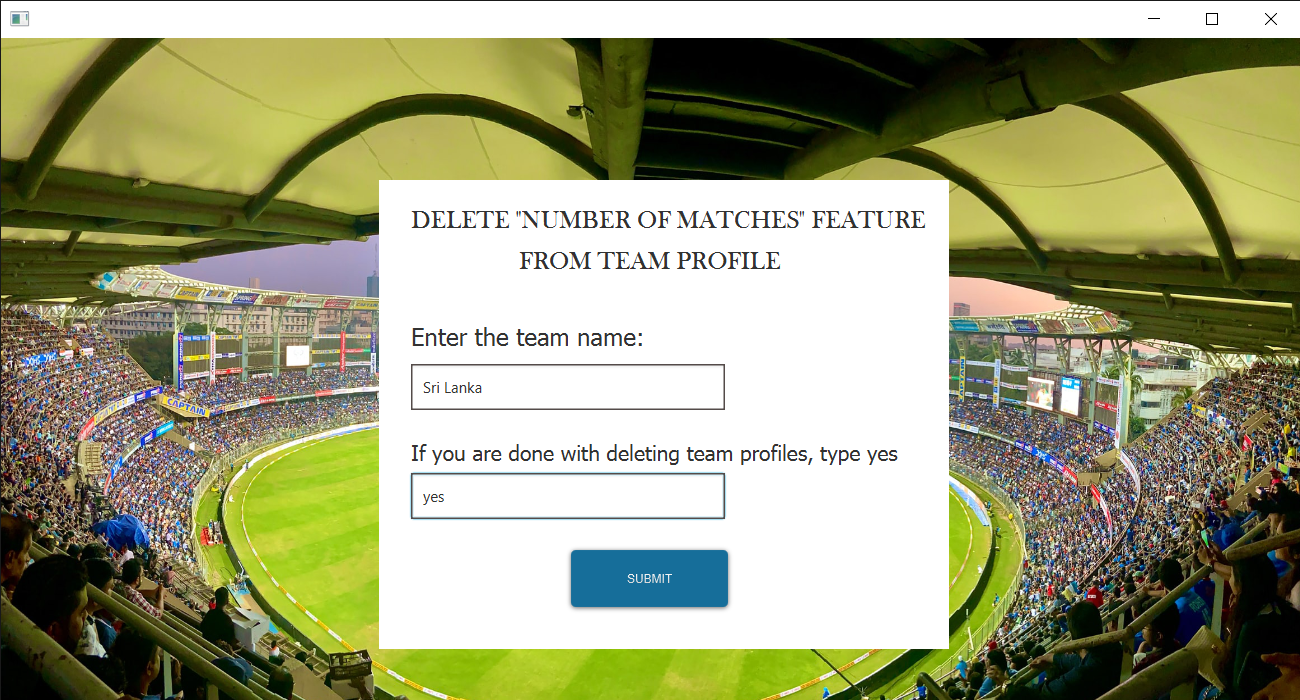 DELETE "NUMBER OF MATCHES" FEATURE
FROM TEAM PROFILE
Enter the team name:
Sri Lanka
If you are done with deleting team profiles, type yes
yes
SUBMIT
CAPTAIN